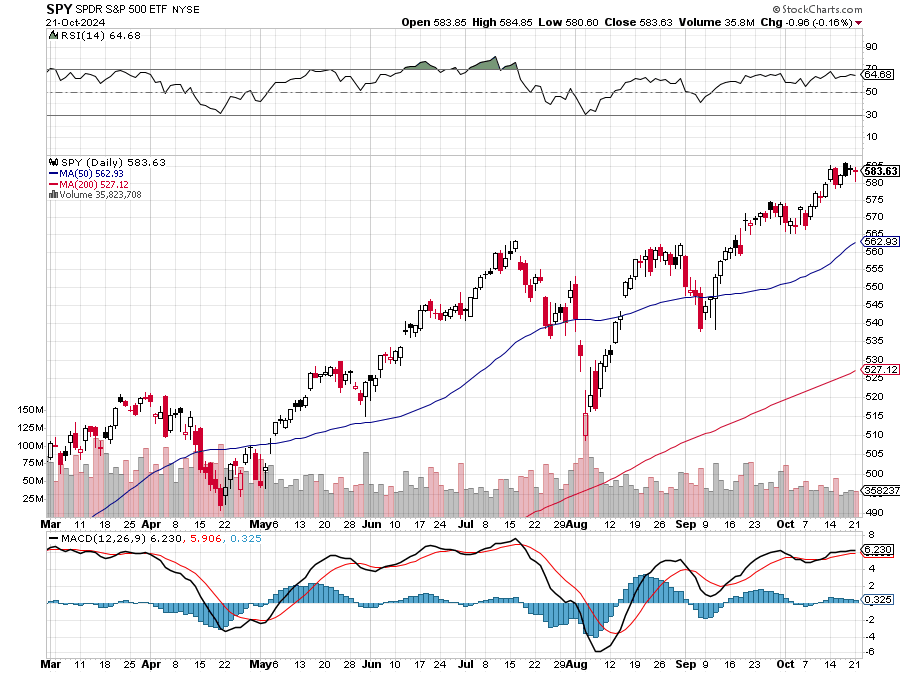 SPY SPDR S&P 500 ETF NYSE © StockCharts.com
21-Oct-2024 Open 583.85 High 584.85 Low 580.60 Close 583.63 Volume 35.8M Chg -0.96 (-0.16%)
RSI(14) 64.68
90
70
64.68
50
30
10
SPY (Daily) 583.63
MA(50) 562.93
MA(200) 527.12
Volume 35,823,708
583.63
580
575
570
565
562.93
560
555
550
545
540
535
530
527.12
525
520
515
510
505
500
490
150M
125M
100M
75M
50M
25M
358237
Mar 11 18 25 Apr 8 15 22 May 6 13 20 28 Jun 10 17 24 Jul 8 15 22 29 Aug 12 19 26 Sep 9 16 23 Oct 7 14 21
MACD(12,26,9) 6.230, 5.906, 0.325
8
6.230
4
2
0.325
-2
-4
-6
Mar 11 18 25 Apr 8 15 22 May 6 13 20 28 Jun 10 17 24 Jul 8 15 22 29 Aug 12 19 26 Sep 9 16 23 Oct 7 14 21